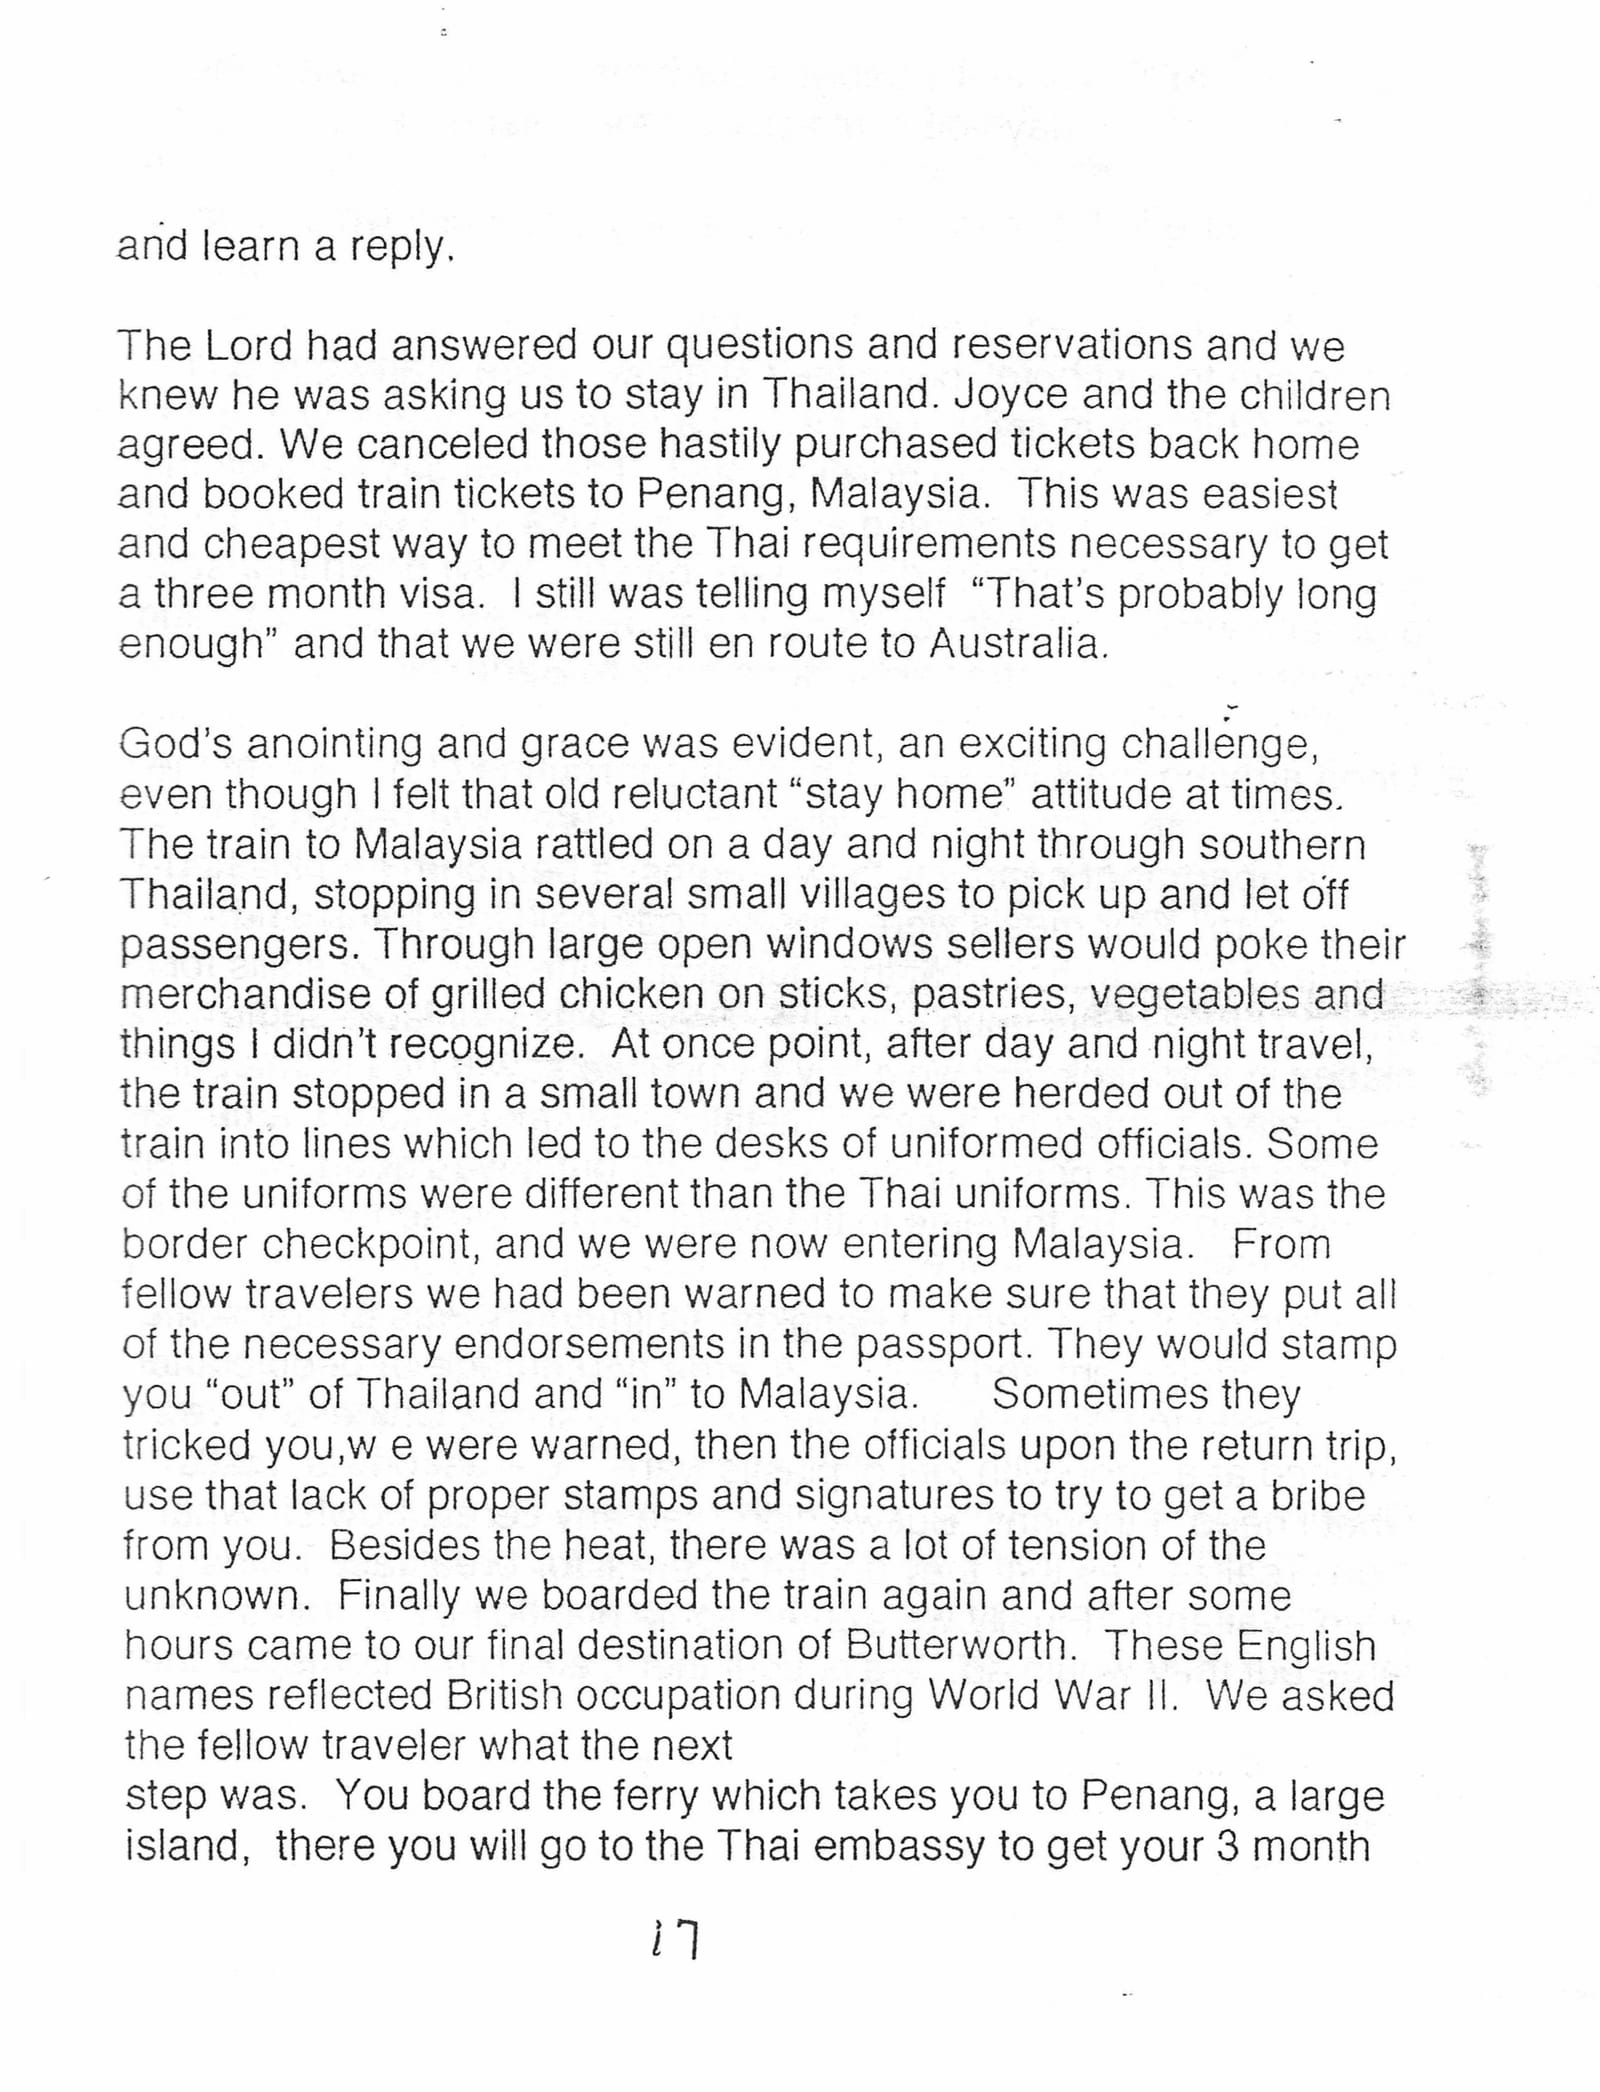 and learn a reply.
The Lord had answered our questions and reservations and we
knew he was asking us to stay in Thailand. Joyce and the children
agreed. We canceled those hastily purchased tickets back home
and booked train tickets to Penang, Malaysia.  This was easiest
and cheapest way to meet the Thai requirements necessary to get
a three month visa.  I still was telling myself  “That's probably long
enough” and that we were still en route to Australia.
God's anointing and grace was evident, an exciting challenge,
even though I felt that old reluctant “stay home” attitude at times.
The train to Malaysia rattled on a day and night through southern
Thailand, stopping in several small villages to pick up and let off
passengers. Through large open windows sellers would poke their
merchandise of grilled chicken on sticks, pastries, vegetables and
things I didn't recognize.  At once point, after day and night travel,
the train stopped in a small town and we were herded out of the
train into lines which led to the desks of uniformed officials. Some
of the uniforms were different than the Thai uniforms. This was the
border checkpoint, and we were now entering Malaysia.   From
fellow travelers we had been warned to make sure that they put all
of the necessary endorsements in the passport. They would stamp
you “out” of Thailand and “in” to Malaysia.     Sometimes they
tricked you,w e were warned, then the officials upon the return trip,
use that lack of proper stamps and signatures to try to get a bribe
from you.  Besides the heat, there was a lot of tension of the
unknown.  Finally we boarded the train again and after some
hours came to our final destination of Butterworth.  These English
names reflected British occupation during World War II.  We asked
the fellow traveler what the next
step was.  You board the ferry which takes you to Penang, a large
island,  there you will go to the Thai embassy to get your 3 month
17